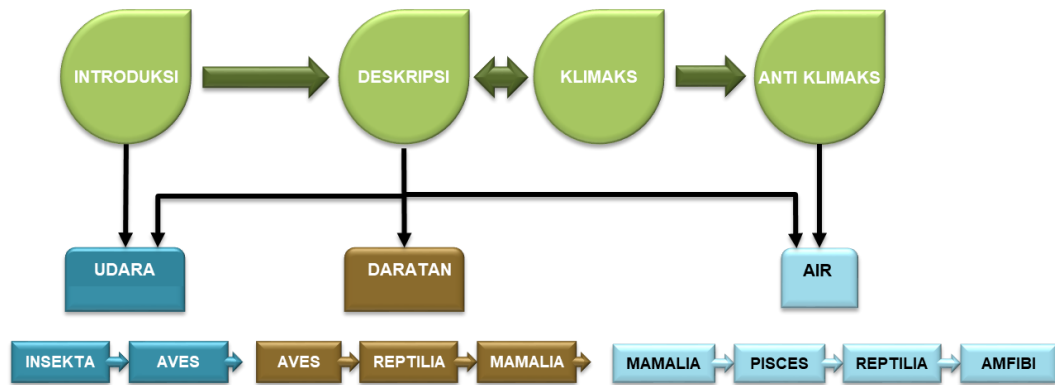 INTRODUKSI
DESKRIPSI
KLIMAKS
ANTI KLIMAKS
UDARA
DARATAN
AIR
INSEKTA
AVES
AVES
REPTILIA
MAMALIA
MAMALIA
PISCES
REPTILIA
AMFIBI